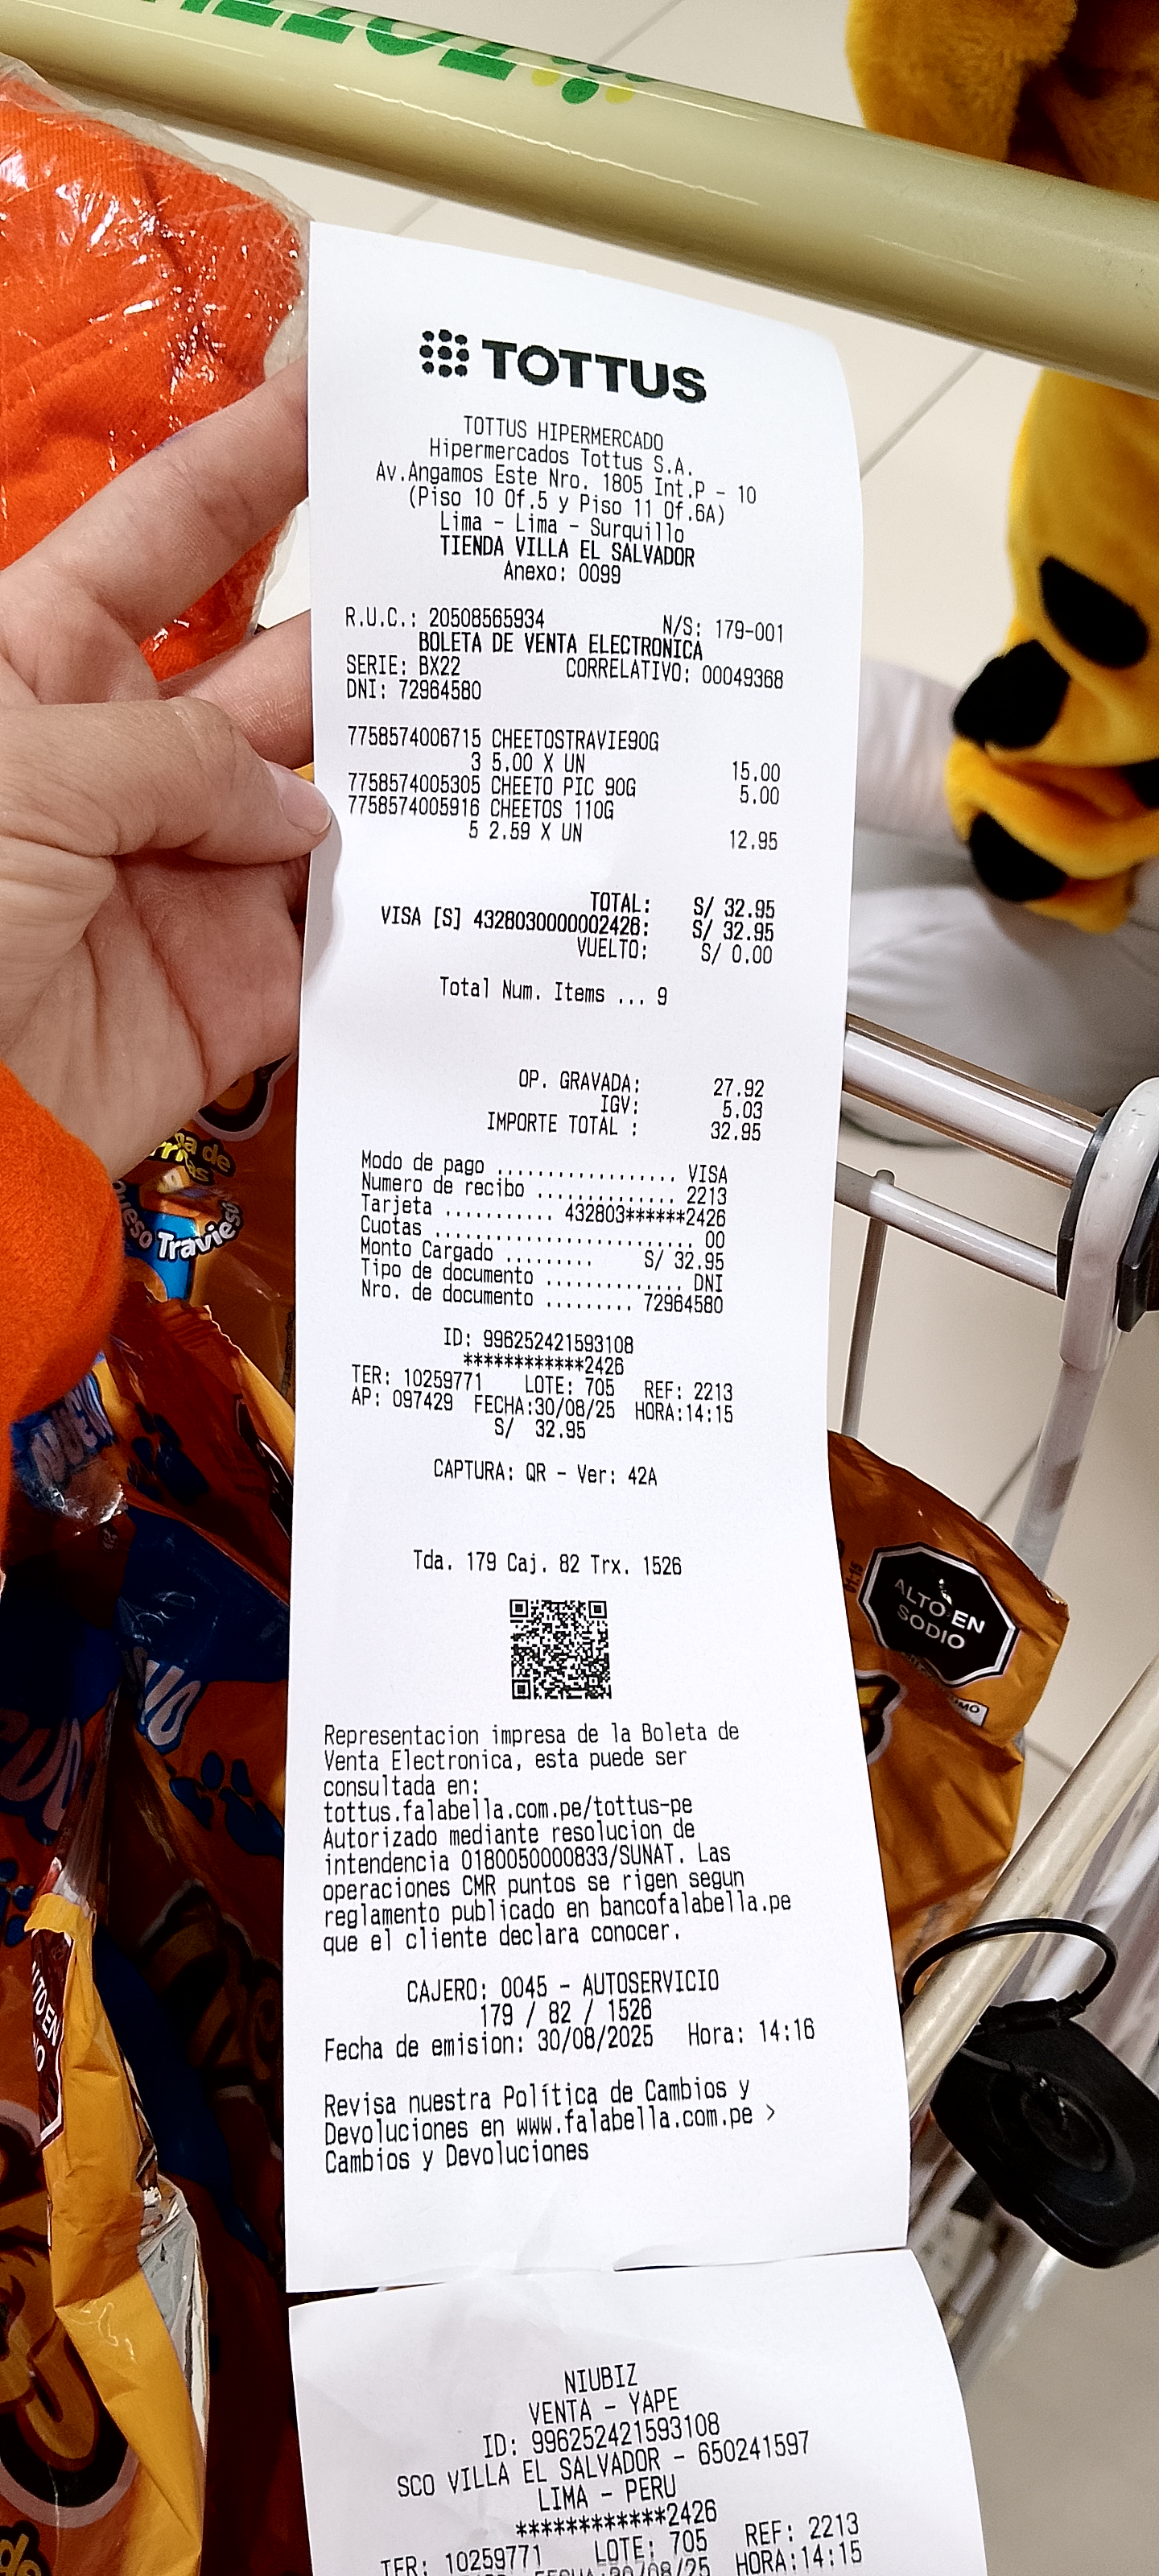 TOTTUS
TOTTUS
TOTTUS HIPERMERCADO
Hipermercados Tottus S.A.
Av.Angamos Este Nro. 1805 Int.P - 10
(Piso 10 Of.5 y Piso 11 Of.6A)
Lima - Lima - Surquillo
TIENDA VILLA EL SALVADOR
Anexo: 0099
R.U.C.: 20508565934 N/S: 179-001
BOLETA DE VENTA ELECTRONICA
SERIE: BX22 CORRELATIVO: 00049368
DNI: 72964580
7758574006715 CHEETOSTRAVIE90G
3 5.00 X UN 15.00
7758574005305 CHEETO PIC 90G 5.00
7758574005916 CHEETOS 110G
5 2.59 X UN 12.95
TOTAL: S/ 32.95
VISA [S] 4328030000002426: S/ 32.95
VUELTO: S/ 0.00
Total Num. Items ... 9
OP. GRAVADA: 27.92
IGV: 5.03
IMPORTE TOTAL : 32.95
Modo de pago ................. VISA
Numero de recibo .............. 2213
Tarjeta ........... 432803******2426
Cuotas .......................... 00
Monto Cargado ......... S/ 32.95
Tipo de documento .............. DNI
Nro. de documento ......... 72964580
ID: 996252421593108
************2426
TER: 10259771 LOTE: 705 REF: 2213
AP: 097429 FECHA:30/08/25 HORA:14:15
S/ 32.95
CAPTURA: QR - Ver: 42A
Tda. 179 Caj. 82 Trx. 1526
Representacion impresa de la Boleta de
Venta Electronica, esta puede ser
consultada en:
tottus.falabella.com.pe/tottus-pe
Autorizado mediante resolucion de
intendencia 0180050000833/SUNAT. Las
operaciones CMR puntos se rigen segun
reglamento publicado en bancofalabella.pe
que el cliente declara conocer.
CAJERO: 0045 - AUTOSERVICIO
179 / 82 / 1526
Fecha de emision: 30/08/2025 Hora: 14:16
Revisa nuestra Política de Cambios y
Devoluciones en www.falabella.com.pe >
Cambios y Devoluciones
NIUBIZ
VENTA - YAPE
ID: 996252421593108
SCO VILLA EL SALVADOR - 650241597
LIMA - PERU
************2426
TER: 10259771 LOTE: 705 REF: 2213
FECHA:30/08/25 HORA:14:15
Queso Travieso
ALTO EN
SODIO